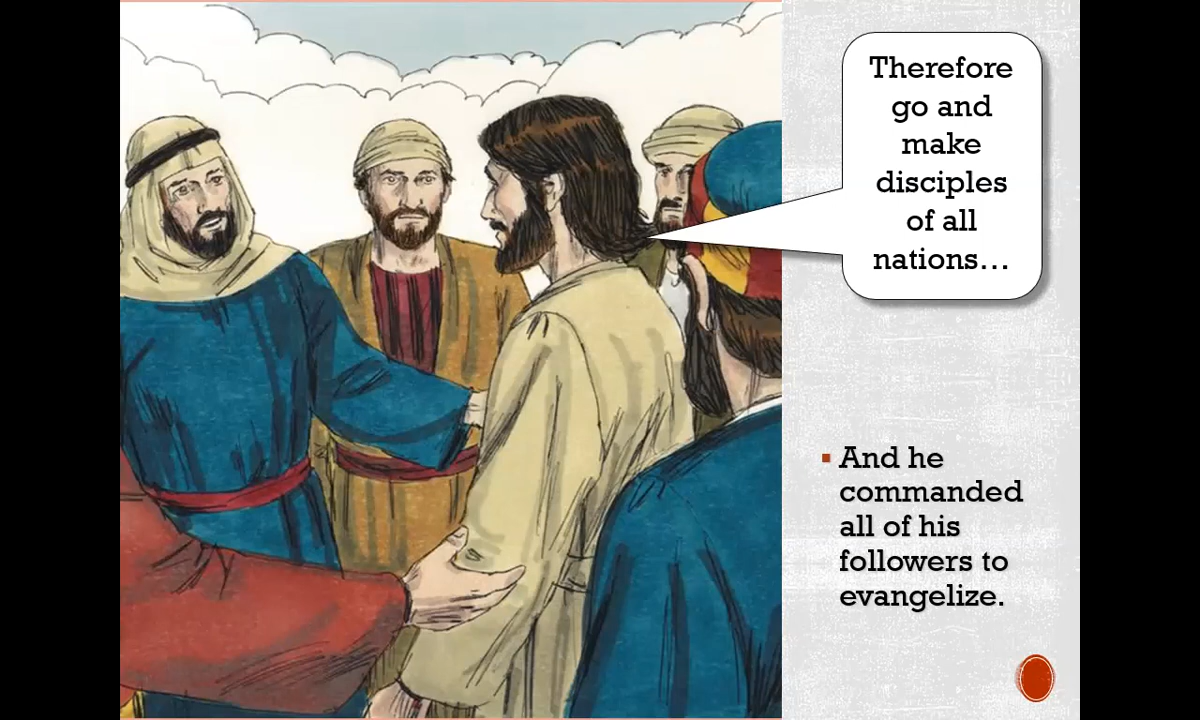 Therefore
go and
make
disciples
of all
nations…
▪ And he
commanded
all of his
followers to
evangelize.